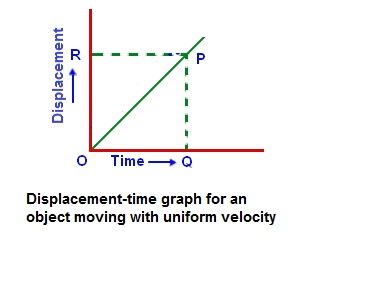 Displacement
R
P
O
Time
Q
Displacement-time graph for an
object moving with uniform velocity